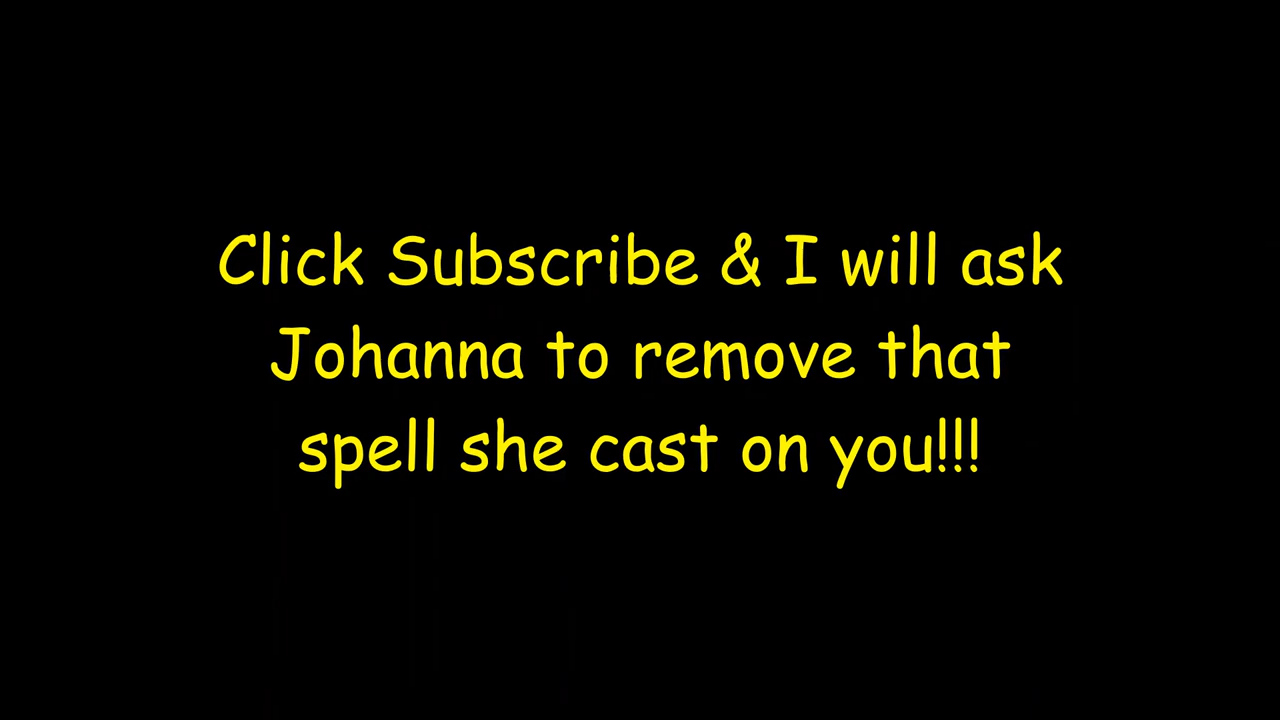 Click Subscribe & I will ask
Johanna to remove that
spell she cast on you!!!